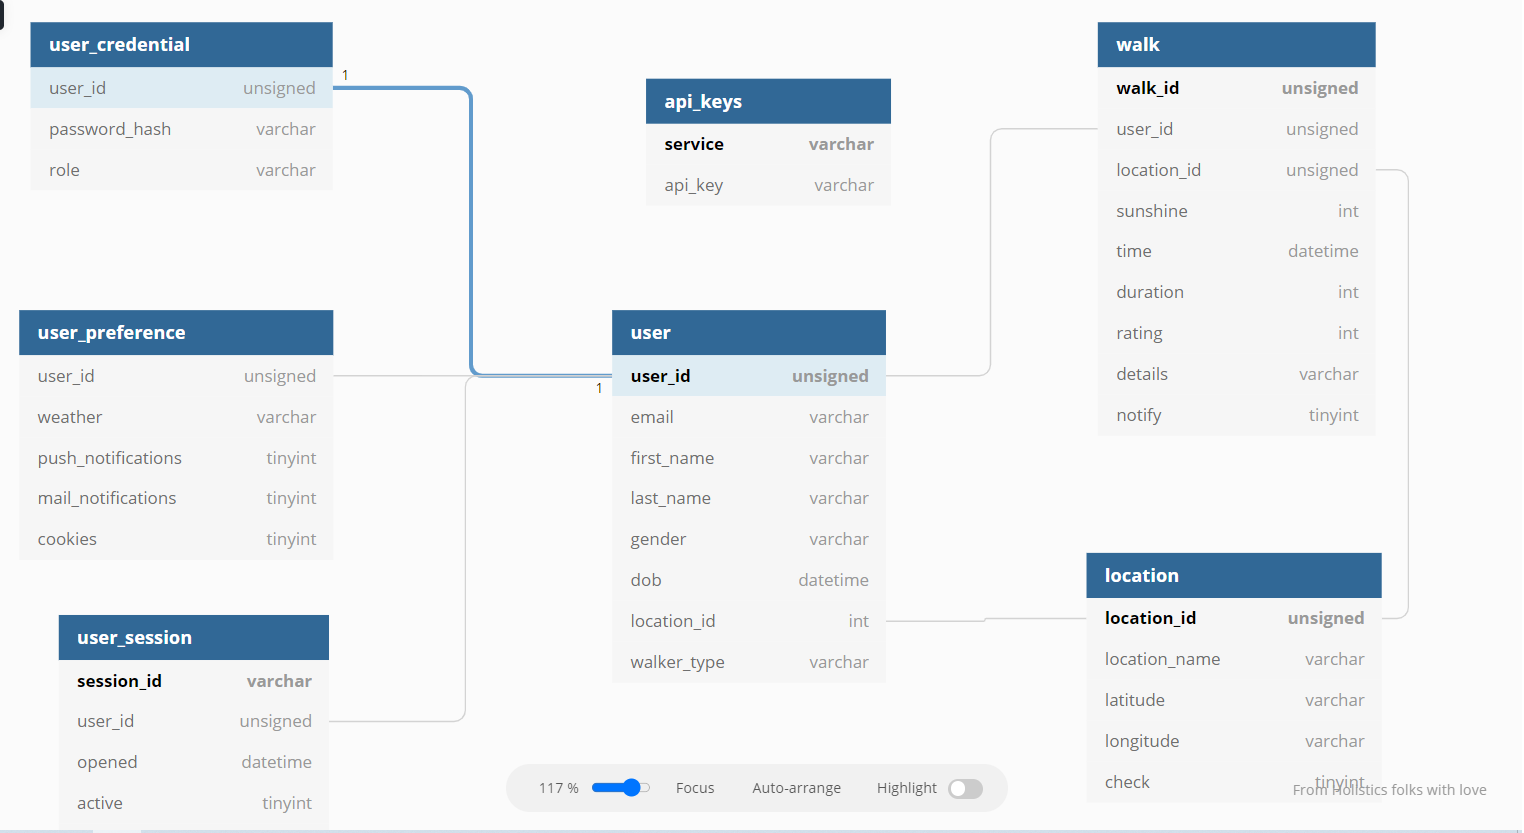 user_credential
user_id unsigned
password_hash varchar
role varchar
1
1
api_keys
service varchar
api_key varchar
walk
walk_id unsigned
user_id unsigned
location_id unsigned
sunshine int
time datetime
duration int
rating int
details varchar
notify tinyint
user_preference
user_id unsigned
weather varchar
push_notifications tinyint
mail_notifications tinyint
cookies tinyint
user
user_id unsigned
email varchar
first_name varchar
last_name varchar
gender varchar
dob datetime
location_id int
walker_type varchar
user_session
session_id varchar
user_id unsigned
opened datetime
active tinyint
location
location_id unsigned
location_name varchar
latitude varchar
longitude varchar
check tinyint
117 % Focus Auto-arrange Highlight
From Holistics folks with love